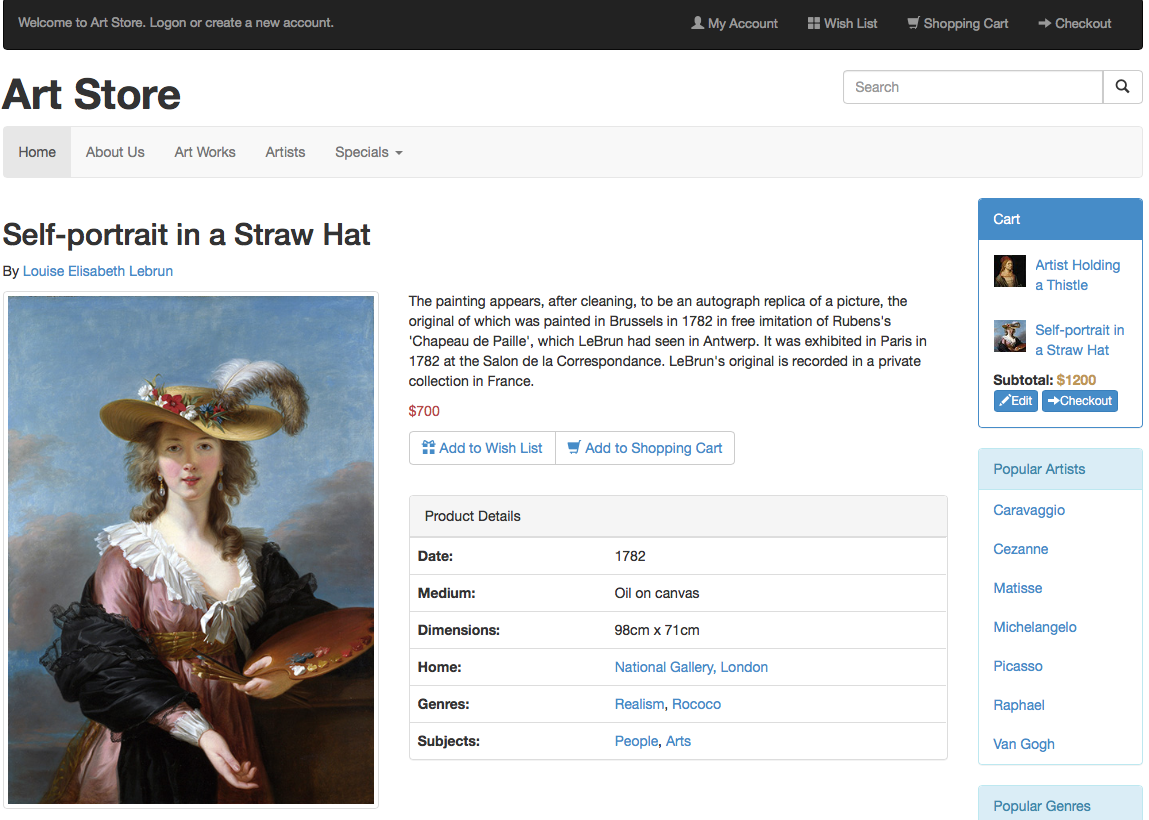 Welcome to Art Store. Logon or create a new account.
My Account Wish List Shopping Cart Checkout
Art Store
Search
Home About Us Art Works Artists Specials
Self-portrait in a Straw Hat
By Louise Elisabeth Lebrun
The painting appears, after cleaning, to be an autograph replica of a picture, the
original of which was painted in Brussels in 1782 in free imitation of Rubens's
'Chapeau de Paille', which LeBrun had seen in Antwerp. It was exhibited in Paris in
1782 at the Salon de la Correspondance. LeBrun's original is recorded in a private
collection in France.
$700
Add to Wish List Add to Shopping Cart
Product Details
Date: 1782
Medium: Oil on canvas
Dimensions: 98cm x 71cm
Home: National Gallery, London
Genres: Realism, Rococo
Subjects: People, Arts
Cart
Artist Holding
a Thistle
Self-portrait in
a Straw Hat
Subtotal: $1200
Edit Checkout
Popular Artists
Caravaggio
Cezanne
Matisse
Michelangelo
Picasso
Raphael
Van Gogh
Popular Genres